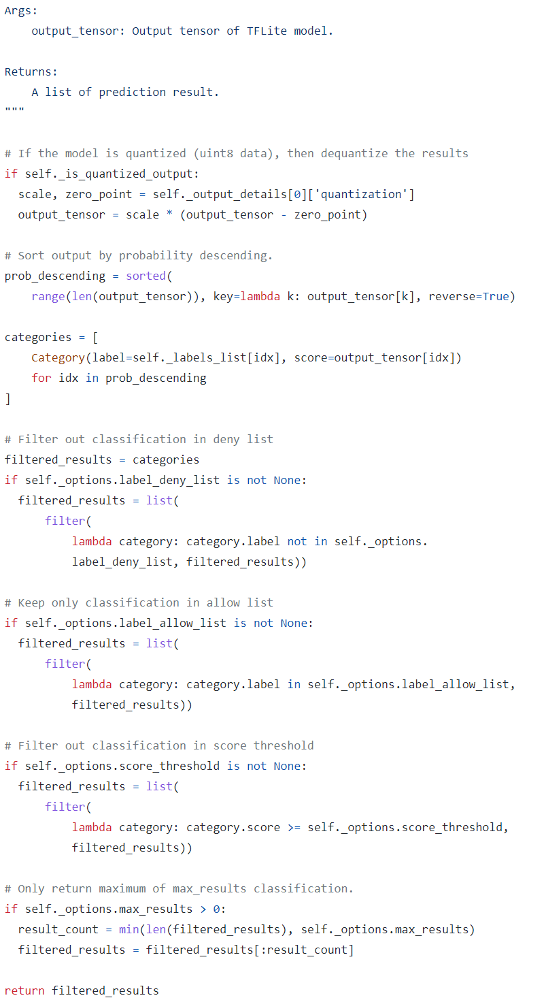 Args:
    output_tensor: Output tensor of TFLite model.

Returns:
    A list of prediction result.
"""

# If the model is quantized (uint8 data), then dequantize the results
if self._is_quantized_output:
  scale, zero_point = self._output_details[0]['quantization']
  output_tensor = scale * (output_tensor - zero_point)

# Sort output by probability descending.
prob_descending = sorted(
    range(len(output_tensor)), key=lambda k: output_tensor[k], reverse=True)

categories = [
    Category(label=self._labels_list[idx], score=output_tensor[idx])
    for idx in prob_descending
]

# Filter out classification in deny list
filtered_results = categories
if self._options.label_deny_list is not None:
  filtered_results = list(
      filter(
          lambda category: category.label not in self._options.
          label_deny_list, filtered_results))

# Keep only classification in allow list
if self._options.label_allow_list is not None:
  filtered_results = list(
      filter(
          lambda category: category.label in self._options.label_allow_list,
          filtered_results))

# Filter out classification in score threshold
if self._options.score_threshold is not None:
  filtered_results = list(
      filter(
          lambda category: category.score >= self._options.score_threshold,
          filtered_results))

# Only return maximum of max_results classification.
if self._options.max_results > 0:
  result_count = min(len(filtered_results), self._options.max_results)
  filtered_results = filtered_results[:result_count]

return filtered_results